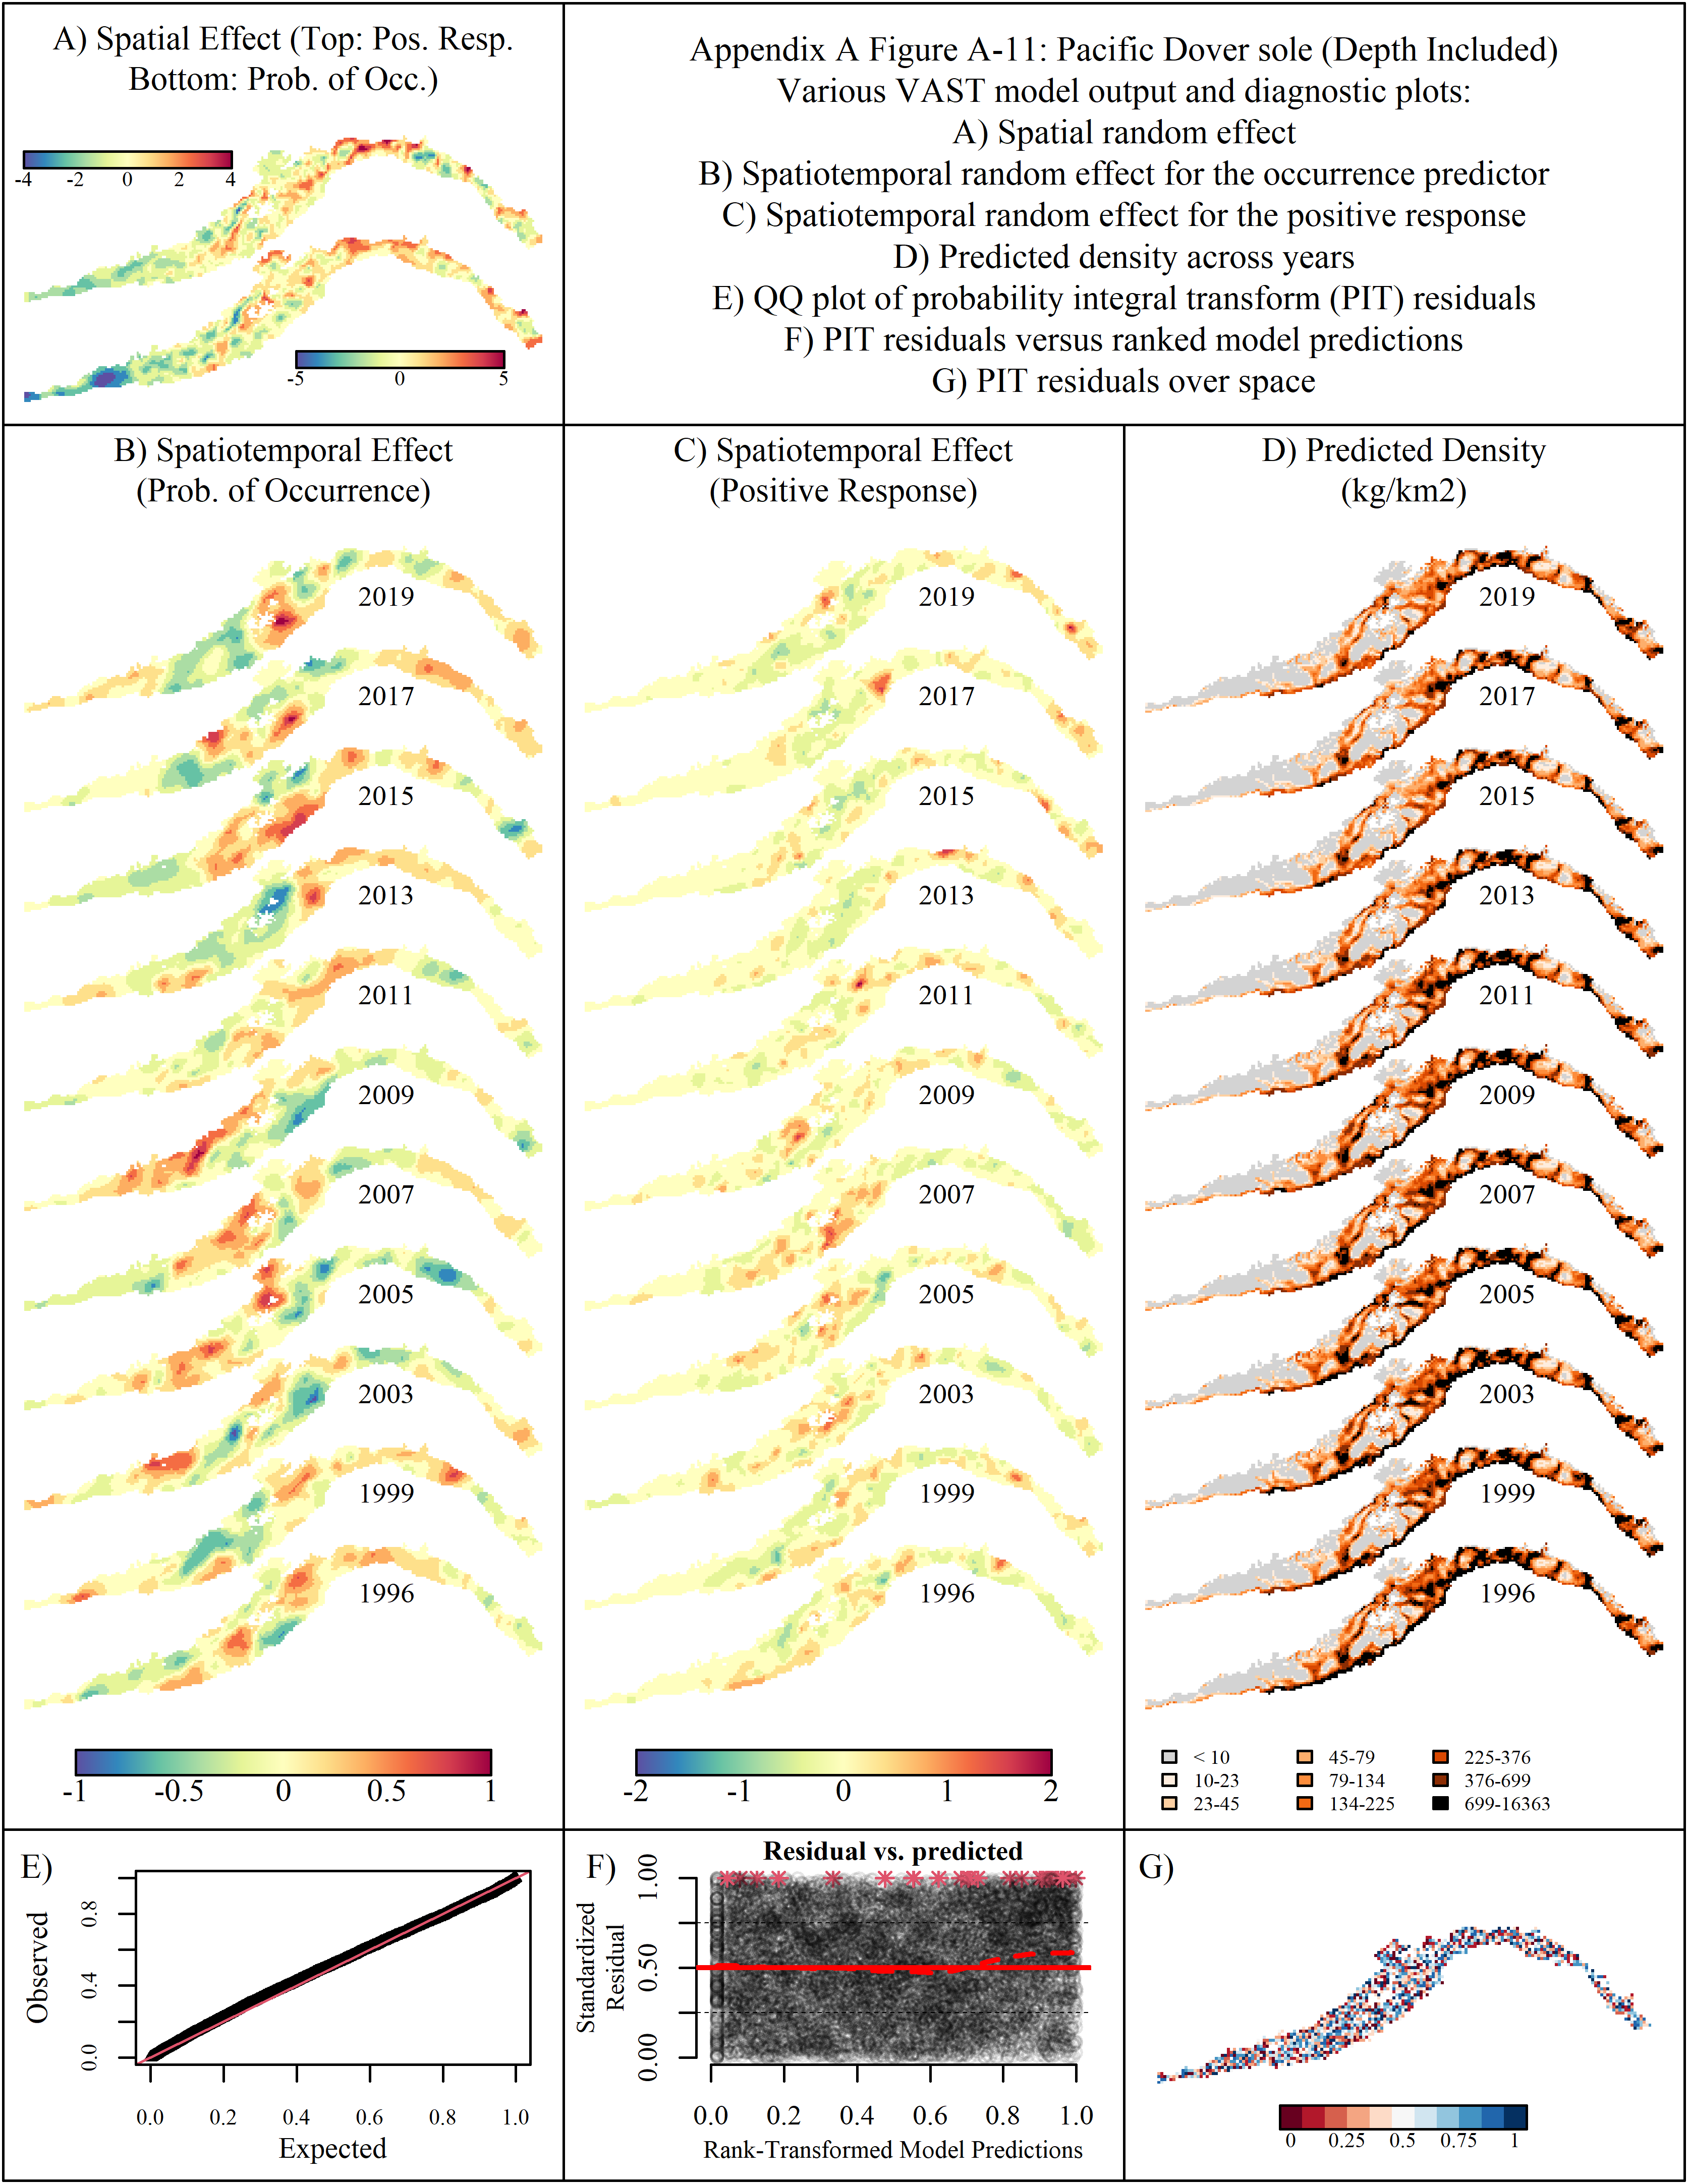 A) Spatial Effect (Top: Pos. Resp.
Bottom: Prob. of Occ.)
-4 -2 0 2 4
-5 0 5
Appendix A Figure A-11: Pacific Dover sole (Depth Included)
Various VAST model output and diagnostic plots:
A) Spatial random effect
B) Spatiotemporal random effect for the occurrence predictor
C) Spatiotemporal random effect for the positive response
D) Predicted density across years
E) QQ plot of probability integral transform (PIT) residuals
F) PIT residuals versus ranked model predictions
G) PIT residuals over space
B) Spatiotemporal Effect
(Prob. of Occurrence)
2019
2017
2015
2013
2011
2009
2007
2005
2003
1999
1996
-1 -0.5 0 0.5 1
C) Spatiotemporal Effect
(Positive Response)
2019
2017
2015
2013
2011
2009
2007
2005
2003
1999
1996
-2 -1 0 1 2
D) Predicted Density
(kg/km2)
2019
2017
2015
2013
2011
2009
2007
2005
2003
1999
1996
< 10 45-79 225-376
10-23 79-134 376-699
23-45 134-225 699-16363
E)
Observed
0.8
0.4
0.0
0.0 0.2 0.4 0.6 0.8 1.0
Expected
F)
Residual vs. predicted
Standardized
Residual
1.00
0.50
0.00
0.0 0.2 0.4 0.6 0.8 1.0
Rank-Transformed Model Predictions
G)
0 0.25 0.5 0.75 1